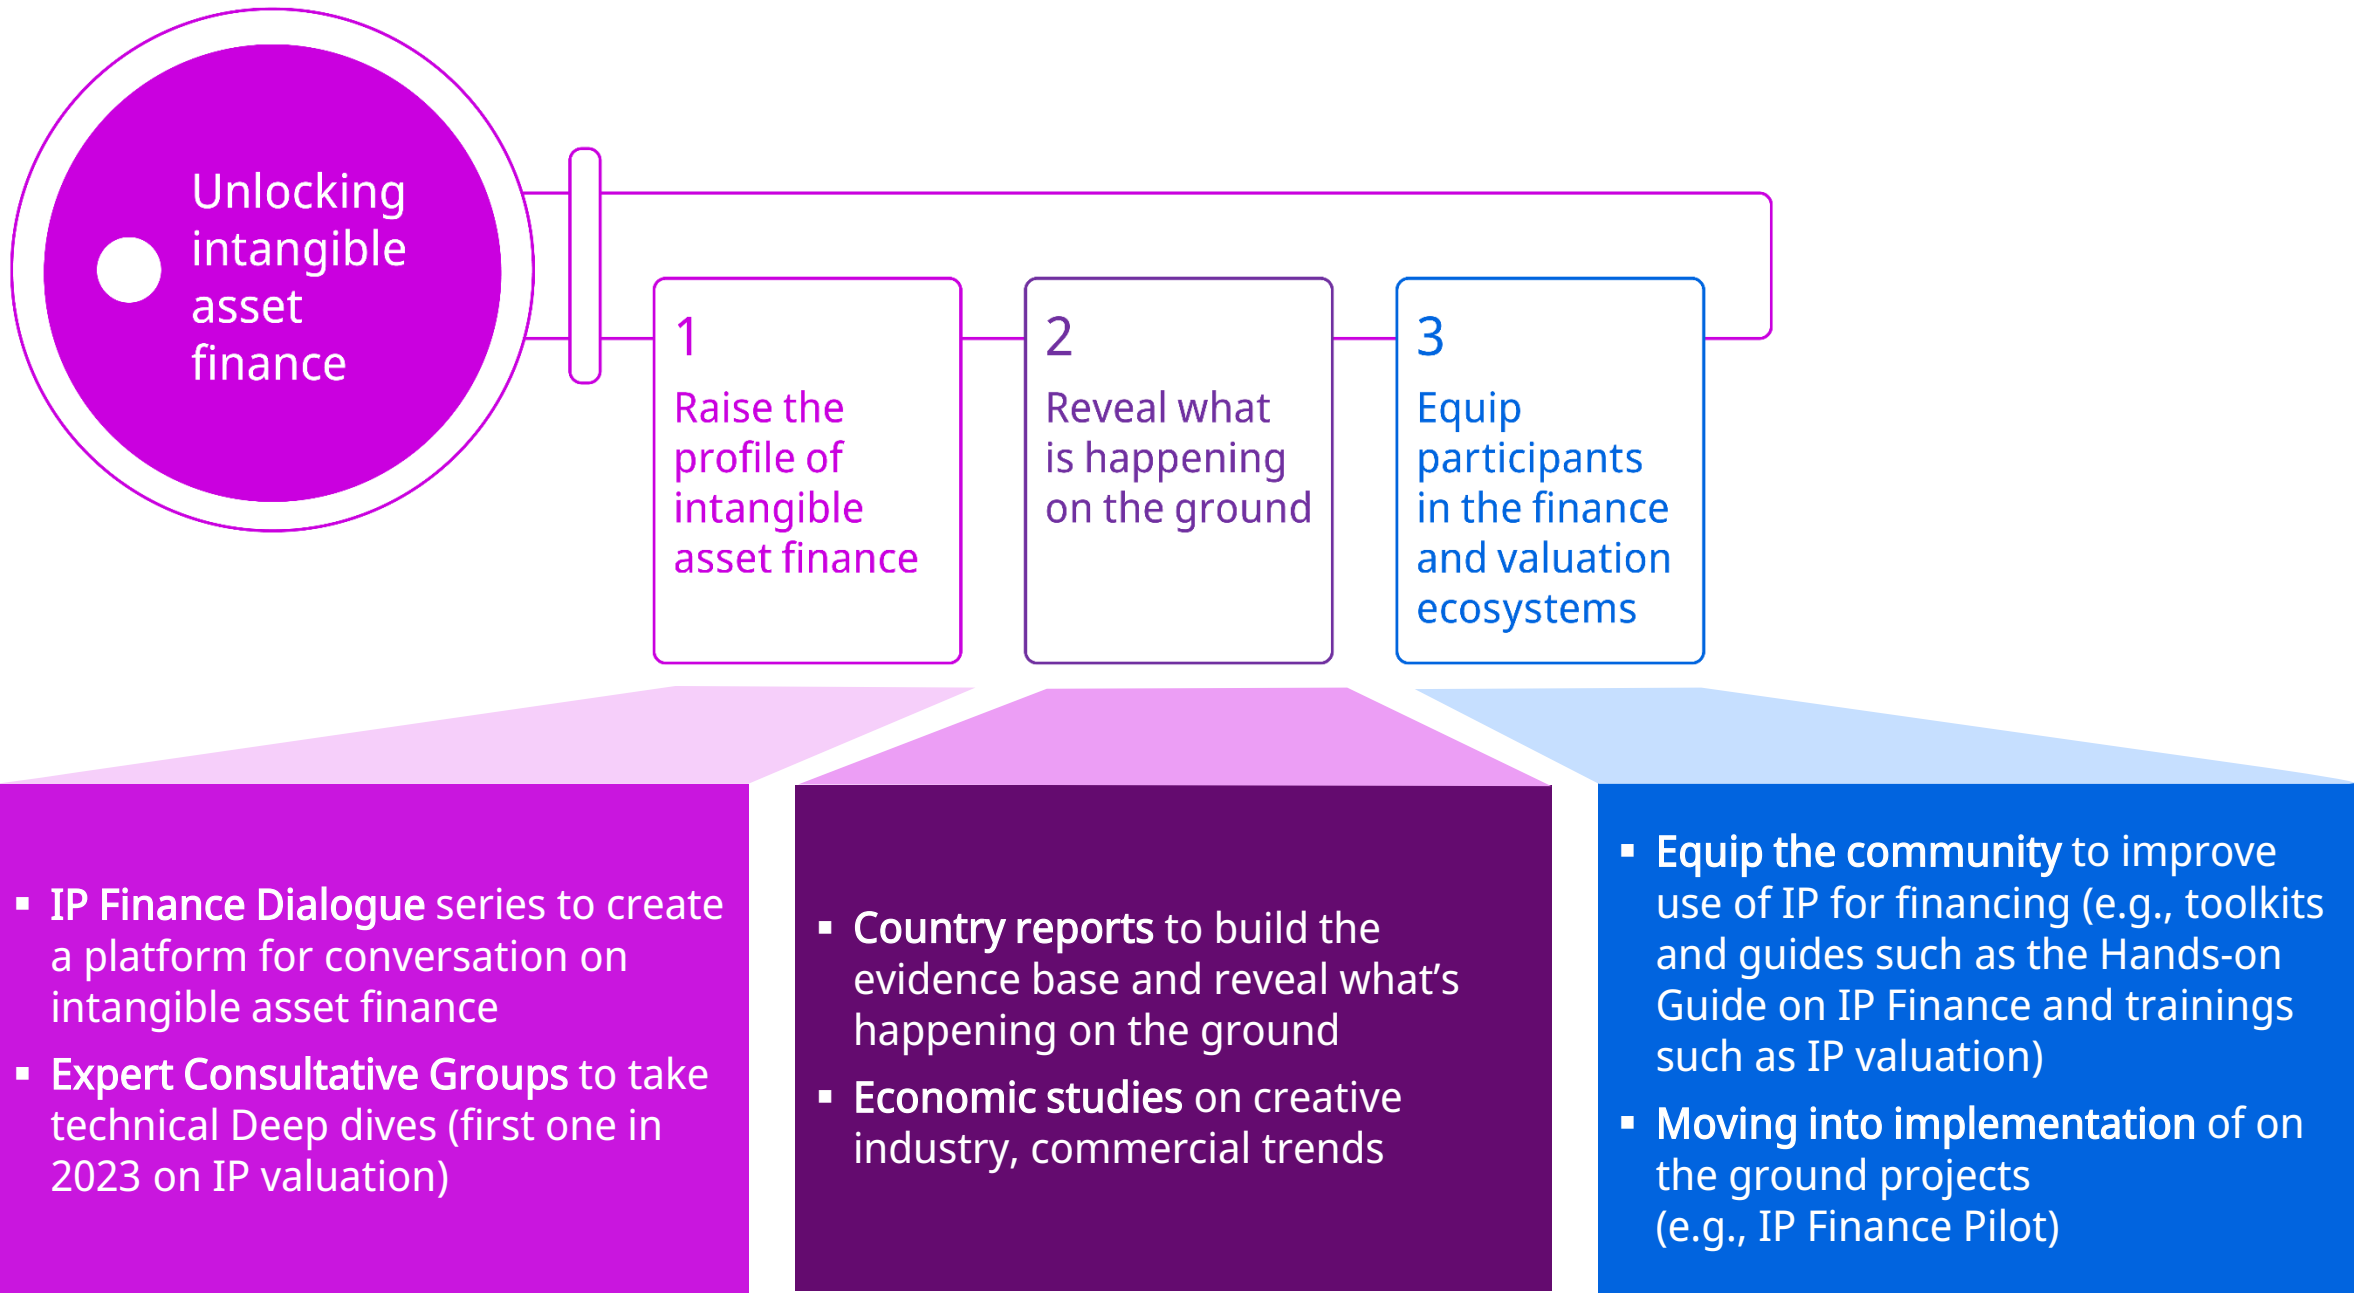 Unlocking
intangible
asset
finance
1
Raise the
profile of
intangible
asset finance
2
Reveal what
is happening
on the ground
3
Equip
participants
in the finance
and valuation
ecosystems
▪ IP Finance Dialogue series to create
a platform for conversation on
intangible asset finance
▪ Expert Consultative Groups to take
technical Deep dives (first one in
2023 on IP valuation)
▪ Country reports to build the
evidence base and reveal what’s
happening on the ground
▪ Economic studies on creative
industry, commercial trends
▪ Equip the community to improve
use of IP for financing (e.g., toolkits
and guides such as the Hands-on
Guide on IP Finance and trainings
such as IP valuation)
▪ Moving into implementation of on
the ground projects
(e.g., IP Finance Pilot)